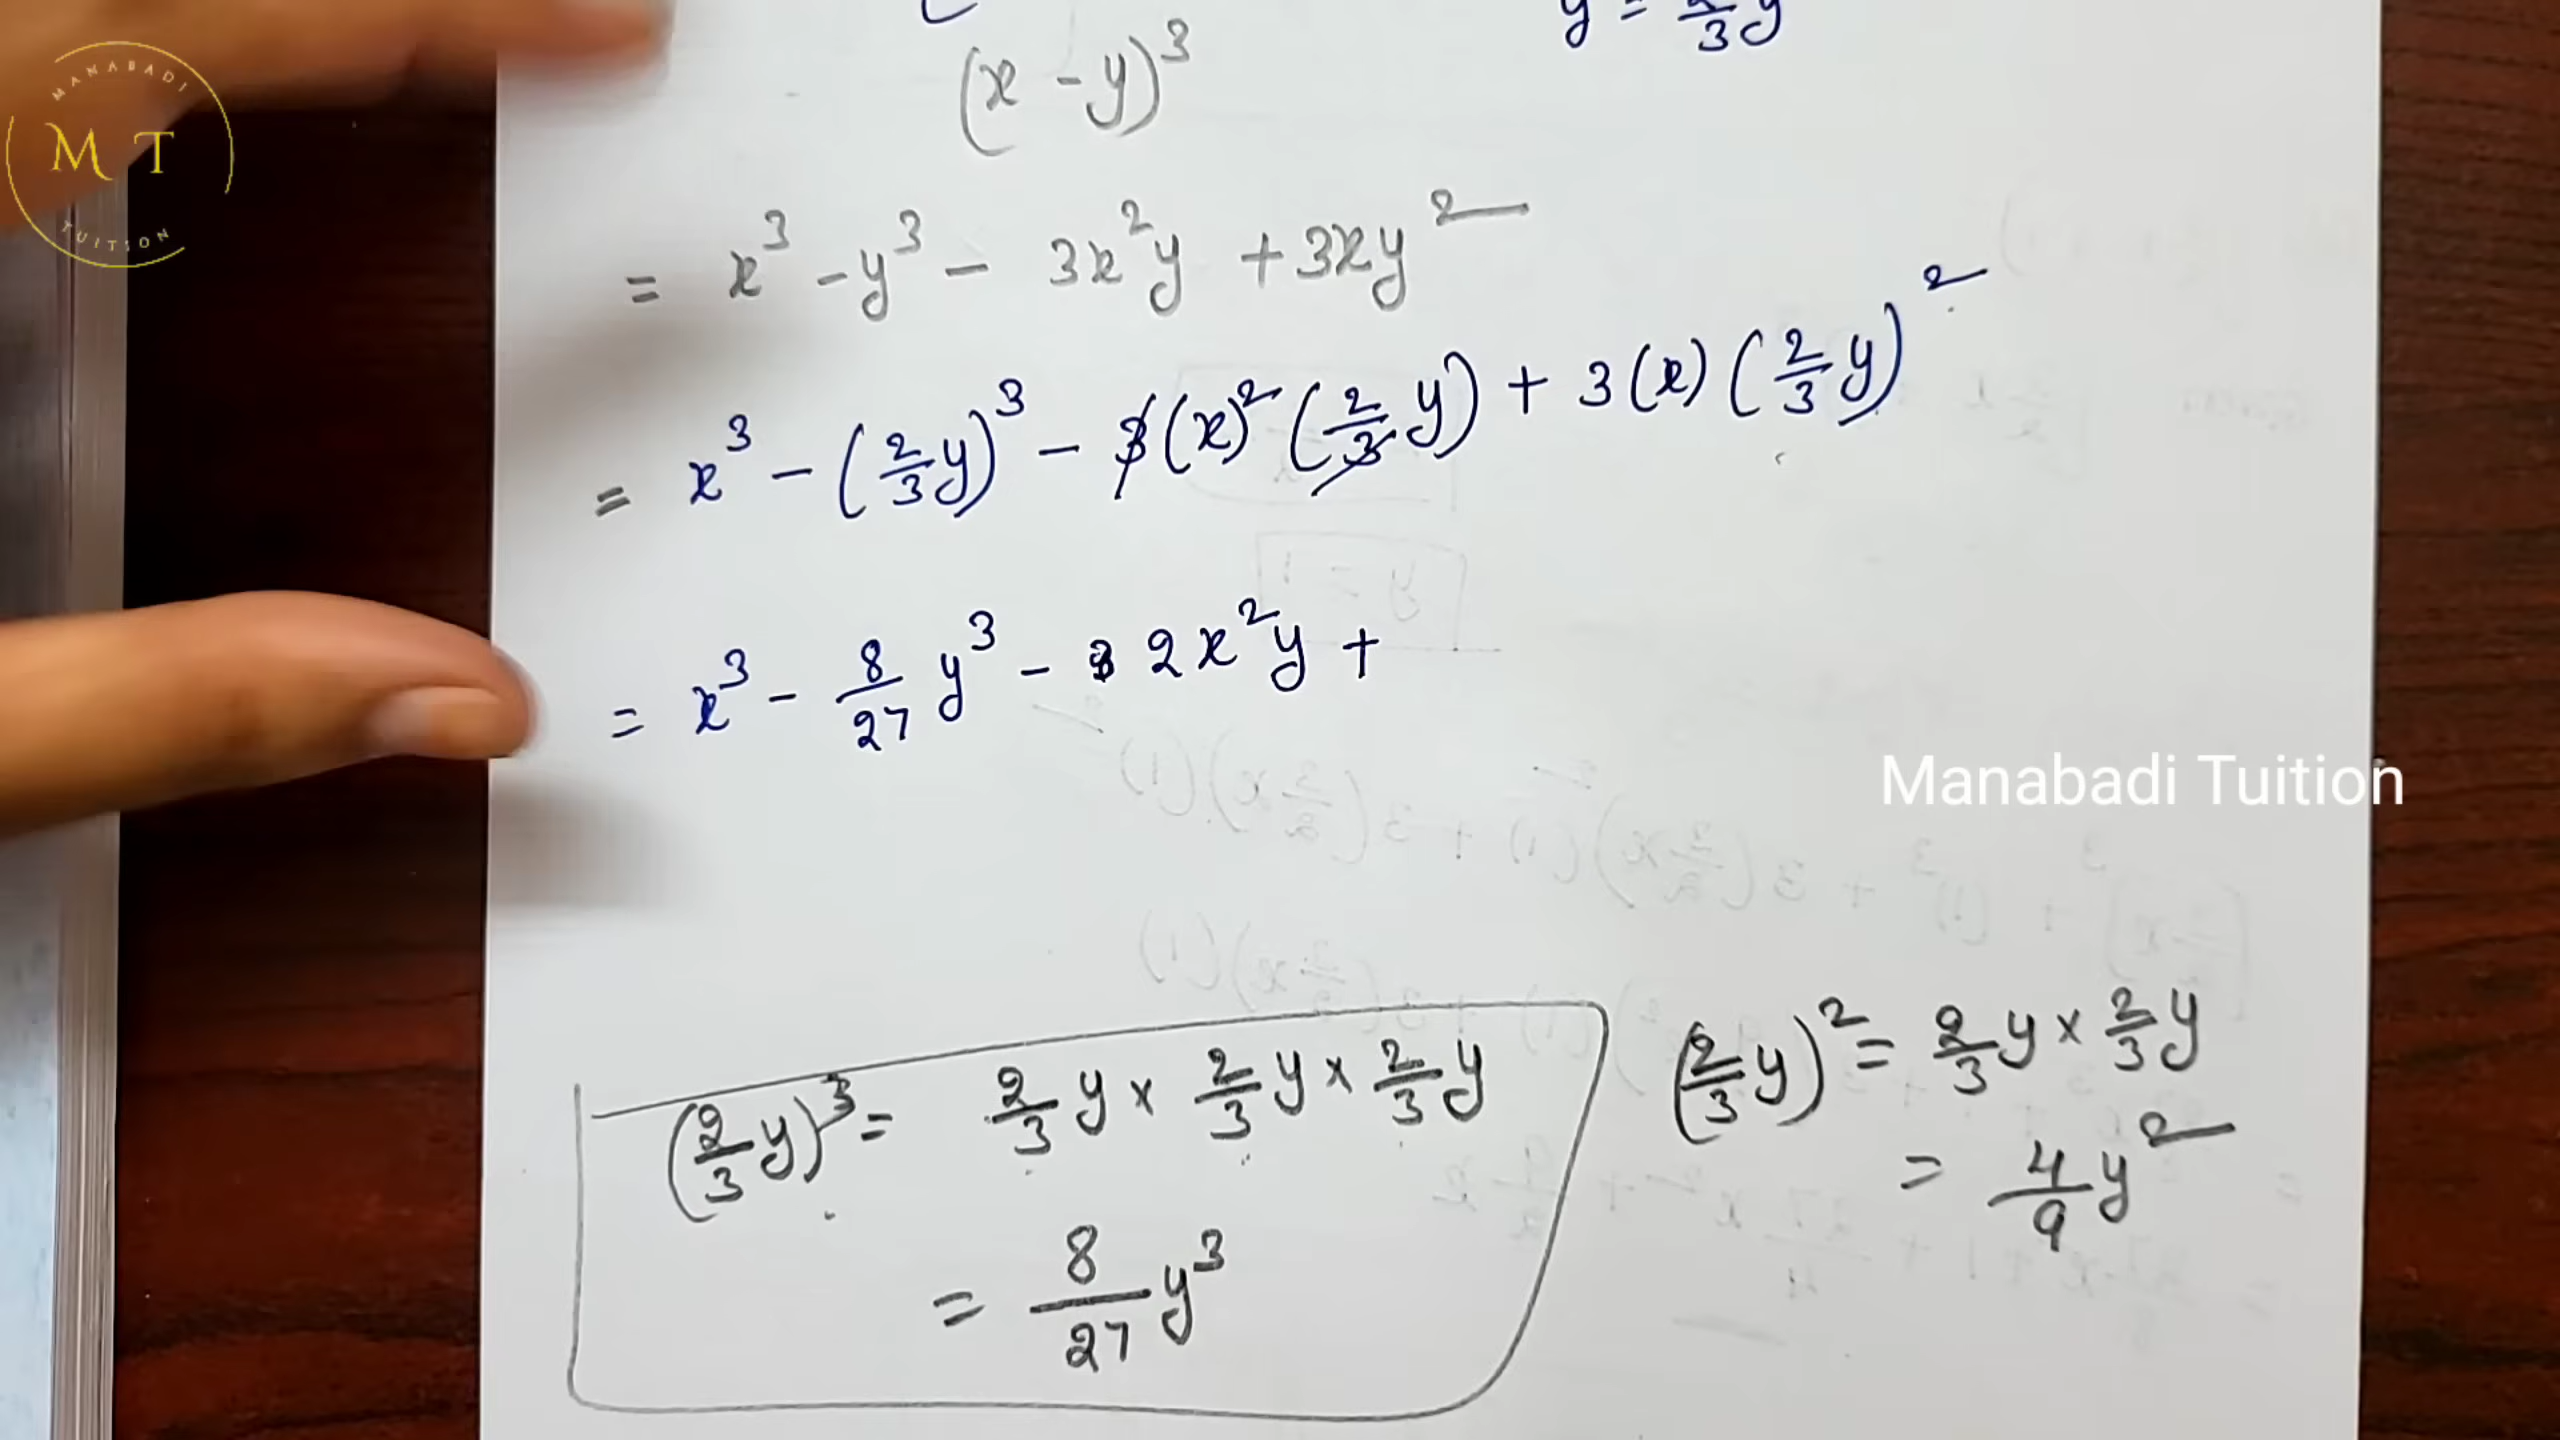 MANABADI
M T
TUITION
y = 2/3 y
(x - y)³
= x³ - y³ - 3x²y + 3xy²
= x³ - (2/3 y)³ - 3(x)²(2/3 y) + 3(x)(2/3 y)²
= x³ - 8/27 y³ - 2x²y +
Manabadi Tuition
(2/3 y)³ = 2/3 y × 2/3 y × 2/3 y
= 8/27 y³
(2/3 y)² = 2/3 y × 2/3 y
= 4/9 y²